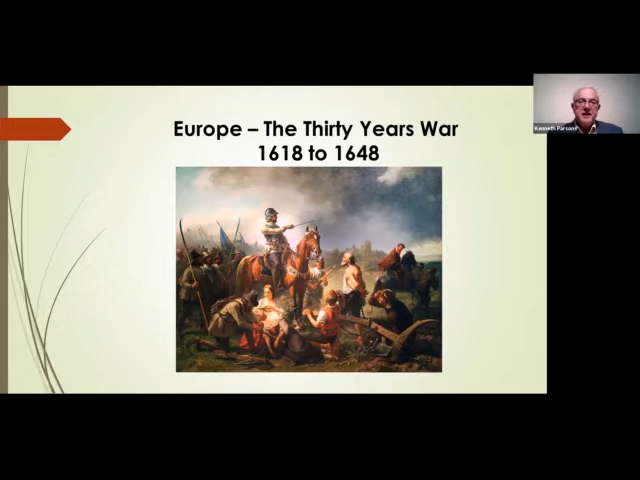 Europe – The Thirty Years War
1618 to 1648
Kenneth Parsons